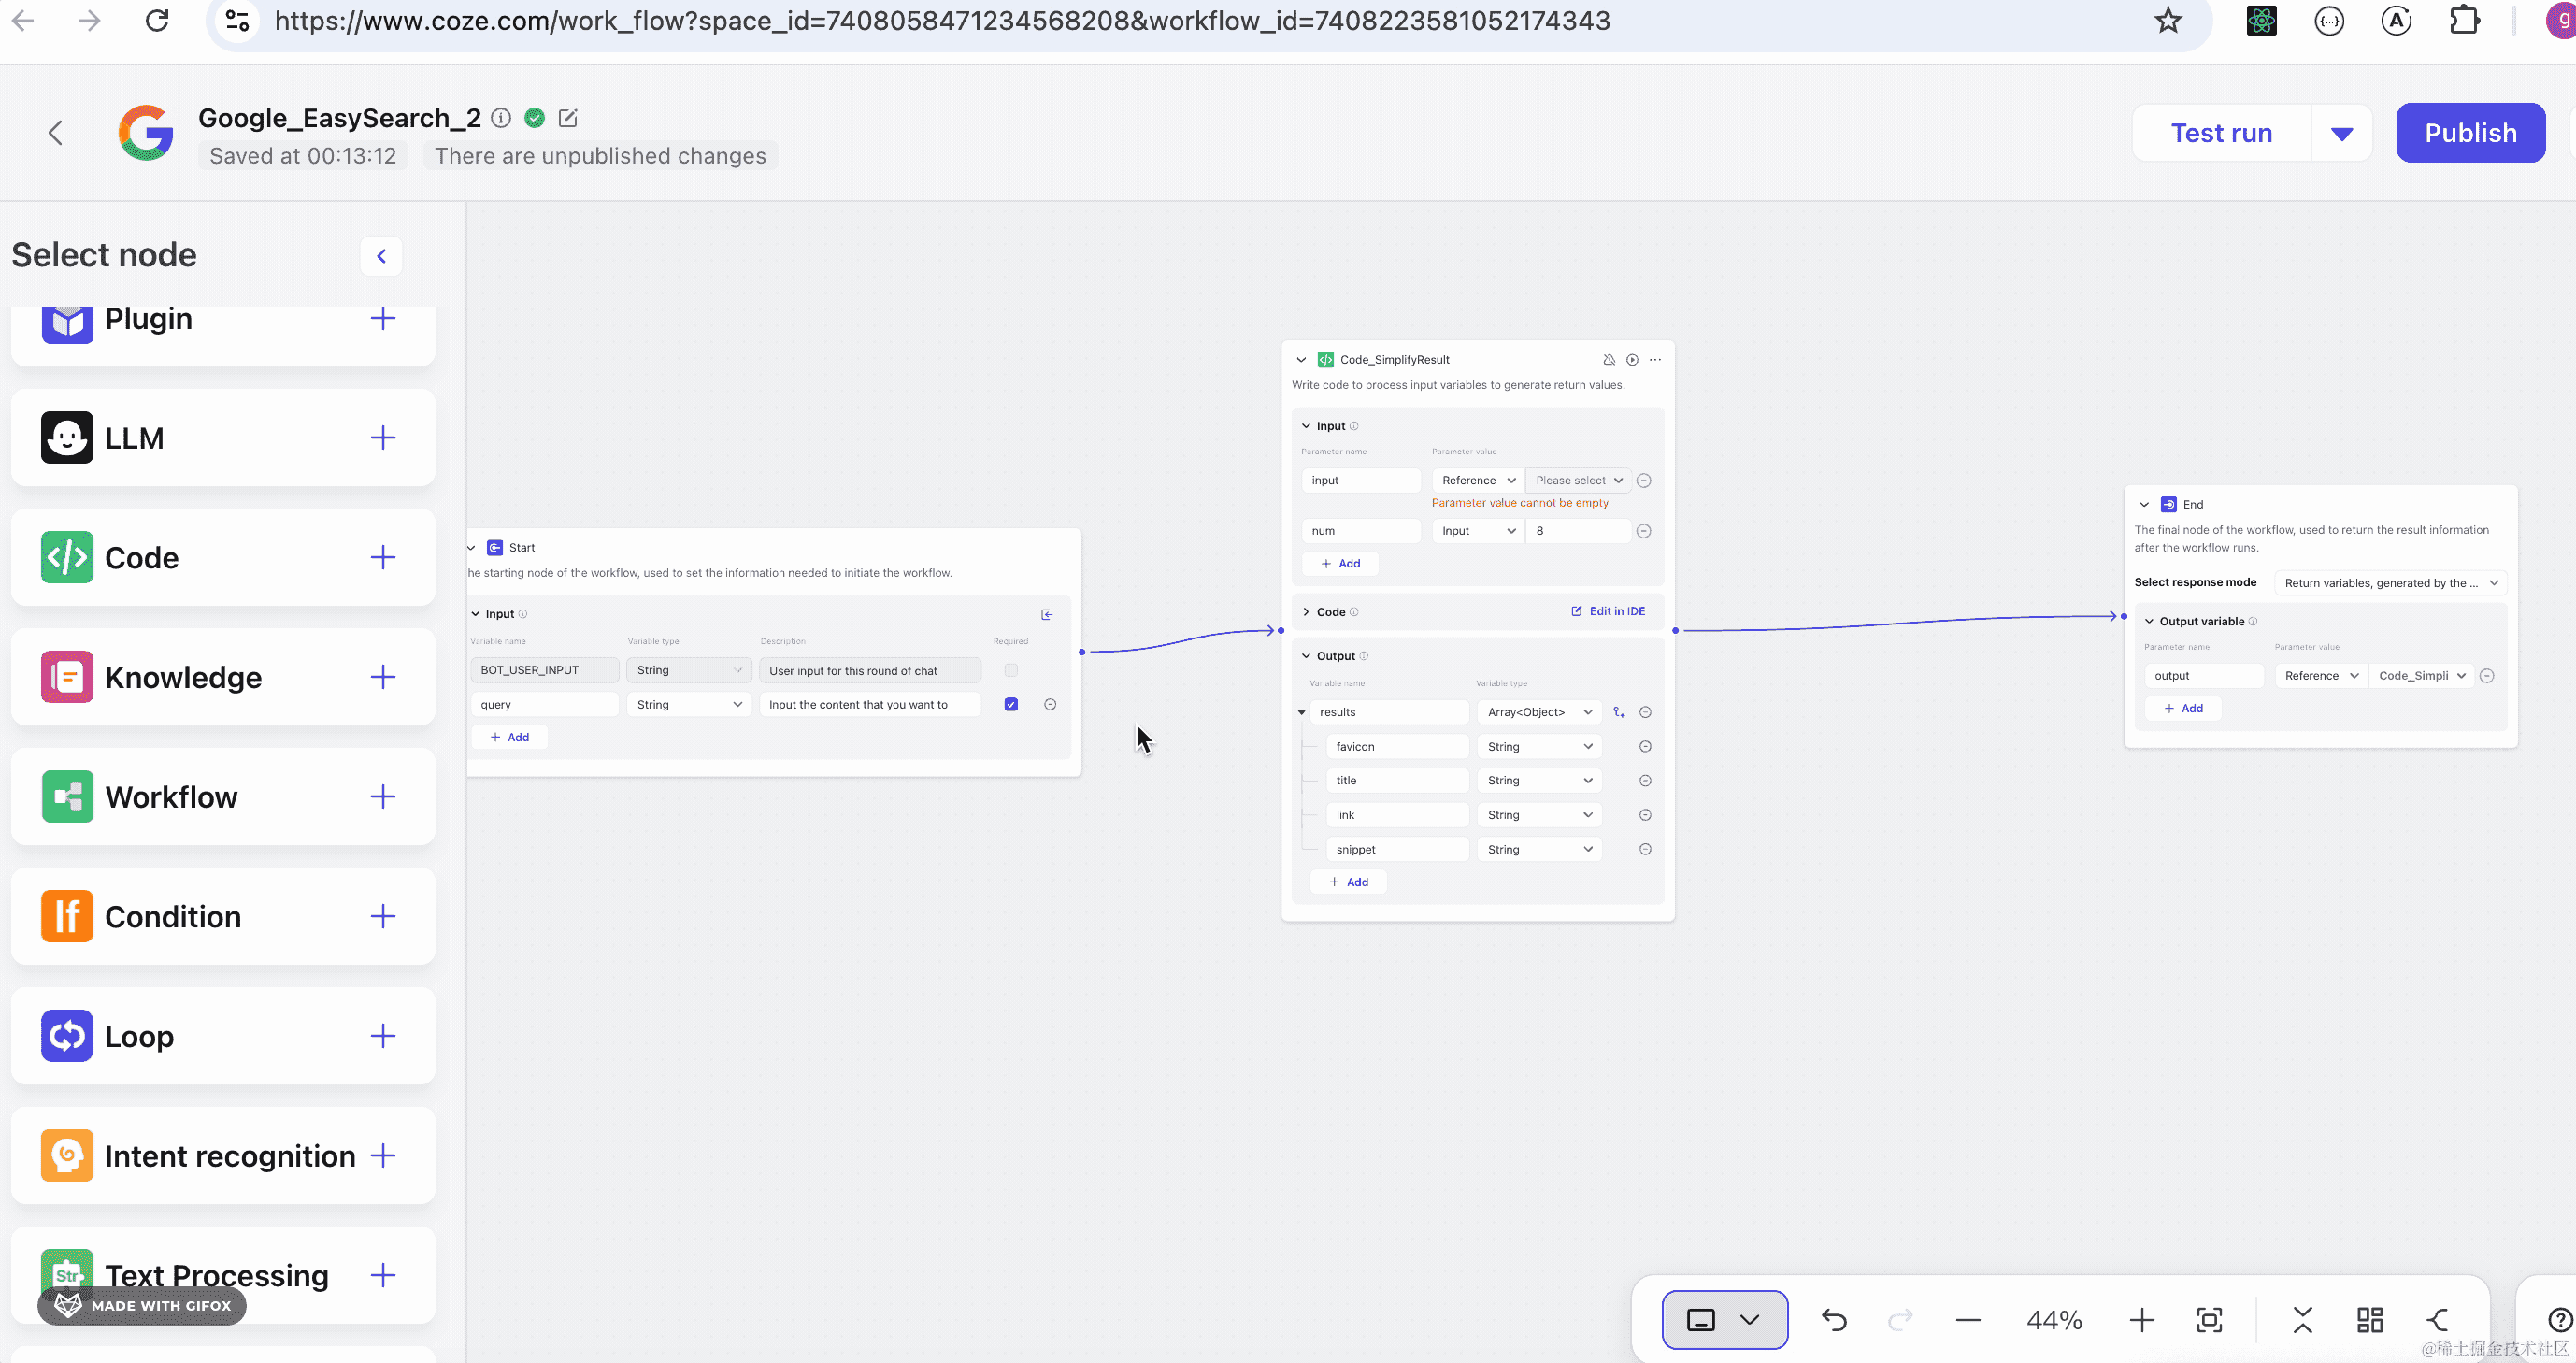 https://www.coze.com/work_flow?space_id=7408058471234568208&workflow_id=7408223581052174343
g
Google_EasySearch_2
Saved at 00:13:12 There are unpublished changes
Test run
Publish
Select node
Plugin
LLM
Code
Knowledge
Workflow
If Condition
Loop
Intent recognition
Str Text Processing
MADE WITH GIFOX
Start
he starting node of the workflow, used to set the information needed to initiate the workflow.
Input
Variable name Variable type Description Required
BOT_USER_INPUT String User input for this round of chat
query String Input the content that you want to
Add
Code_SimplifyResult
Write code to process input variables to generate return values.
Input
Parameter name Parameter value
input Reference Please select
Parameter value cannot be empty
num Input 8
Add
Code Edit in IDE
Output
Variable name Variable type
results Array<Object>
favicon String
title String
link String
snippet String
Add
End
The final node of the workflow, used to return the result information
after the workflow runs.
Select response mode Return variables, generated by the ...
Output variable
Parameter name Parameter value
output Reference Code_Simpli
Add
44%
@稀土掘金技术社区